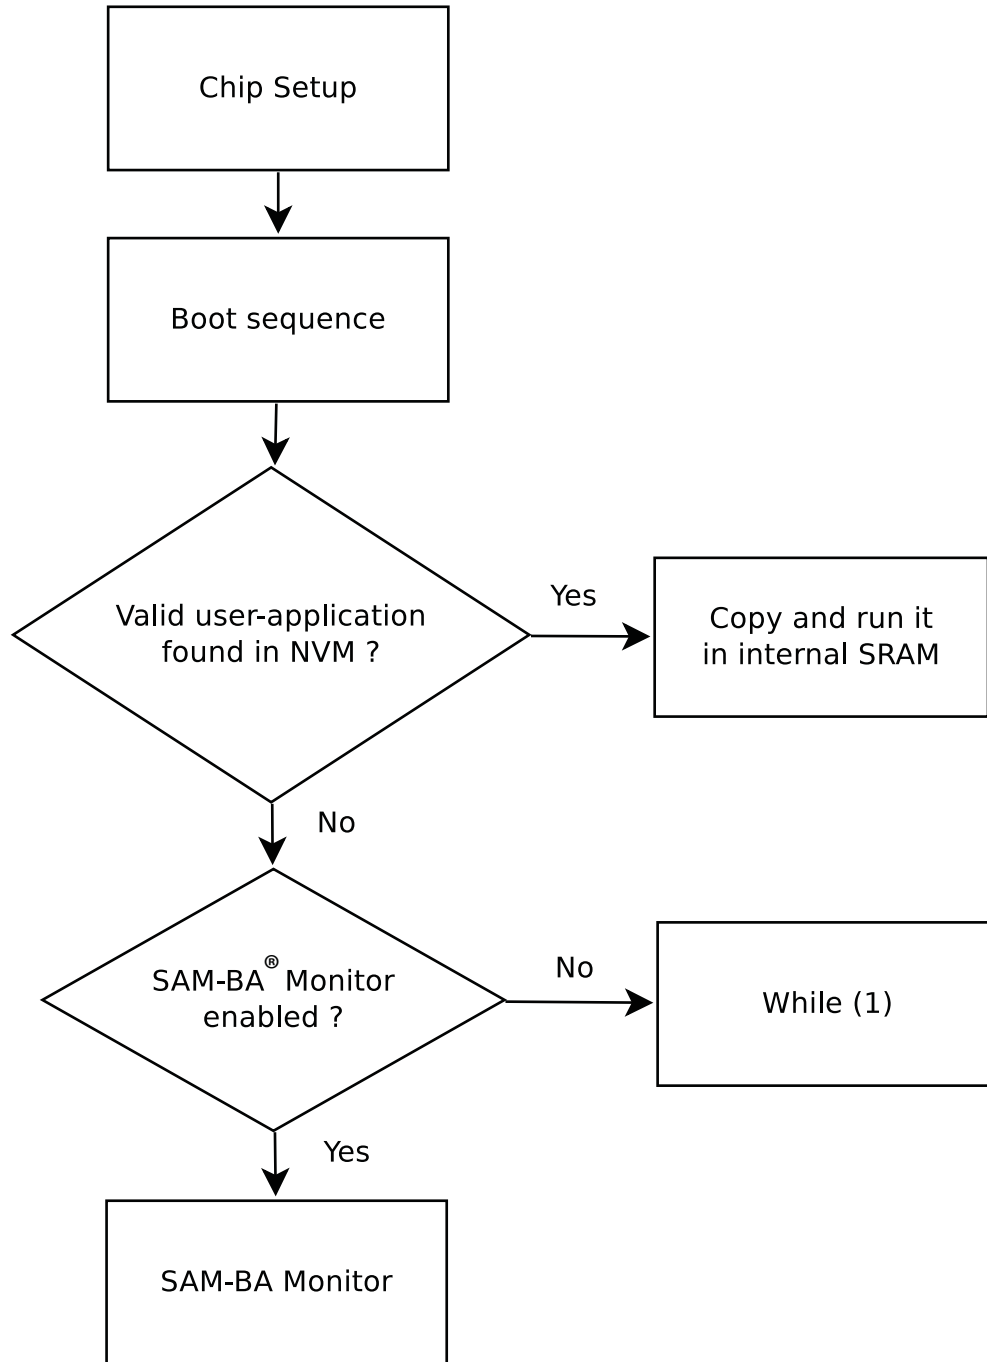 Chip Setup
Boot sequence
Valid user-application
found in NVM ?
Yes
Copy and run it
in internal SRAM
No
SAM-BA® Monitor
enabled ?
No
While (1)
Yes
SAM-BA Monitor